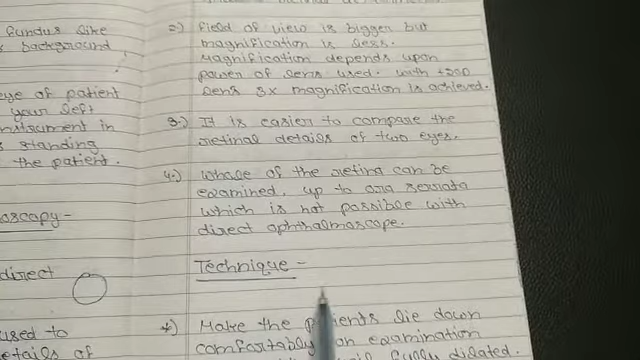 fundus like
background
eye of patient
your left
instrument in
standing
the patient.
oscopy-
direct
used to
etails of
2.) field of view is bigger but
magnification is less.
Magnification depends upon
power of lens used. with +20D
lens 3x magnification is achieved.
3.) It is easier to compare the
retinal details of two eyes.
4.) Whole of the retina can be
examined, up to ora serrata
which is not possible with
direct ophthalmoscope.
Technique -
*) Make the patients lie down
comfortably on examination
fully dilated.